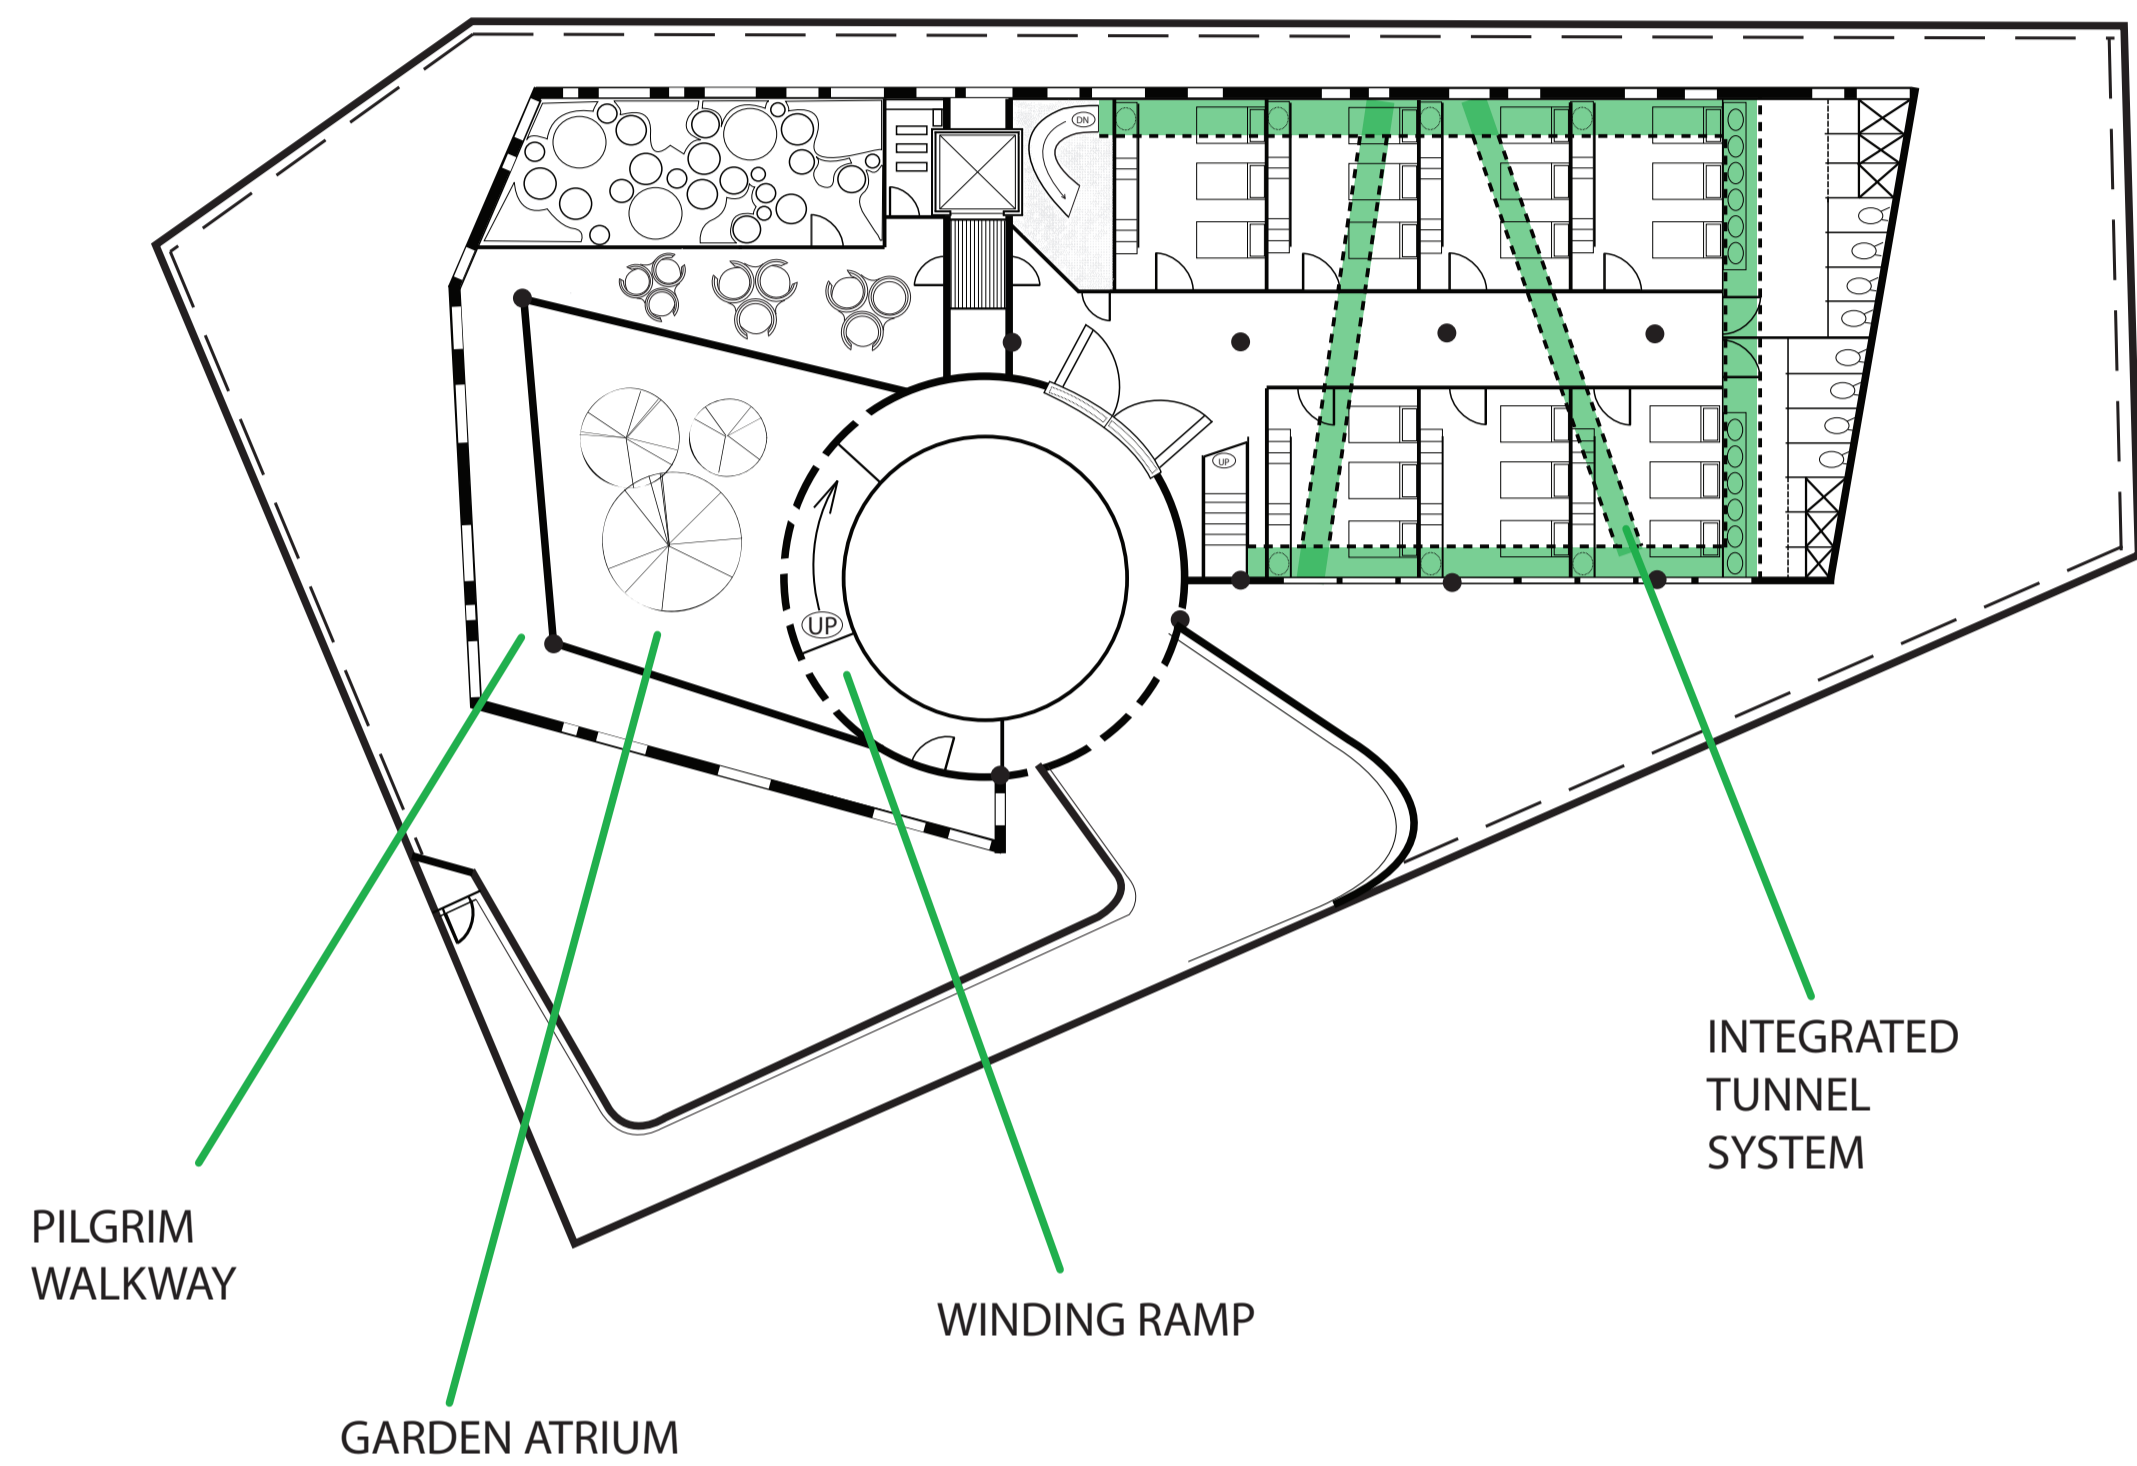 DN
UP
UP
INTEGRATED
TUNNEL
SYSTEM
PILGRIM
WALKWAY
WINDING RAMP
GARDEN ATRIUM